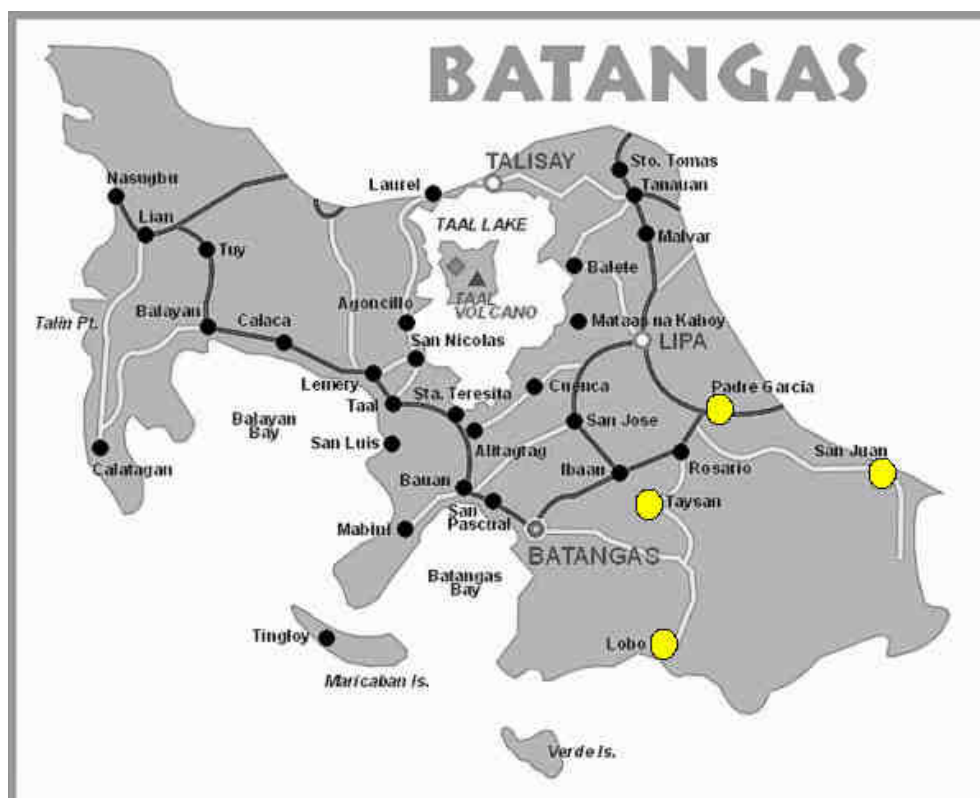 BATANGAS
Sto. Tomas
TALISAY
Nasugbu
Laurel
Tanauan
Lian
TAAL LAKE
Malvar
Tuy
Balete
TAAL
VOLCANO
Agoncillo
Talin Pt.
Balayan
Calaca
Mataas na Kahoy
San Nicolas
LIPA
Lemery
Sta. Teresita
Cuenca
Padre Garcia
Taal
Balayan
Bay
San Luis
Alitagtag
San Jose
San Juan
Calatagan
Ibaan
Rosario
Bauan
San
Pascual
Taysan
Mabini
BATANGAS
Batangas
Bay
Tingloy
Lobo
Maricaban Is.
Verde Is.